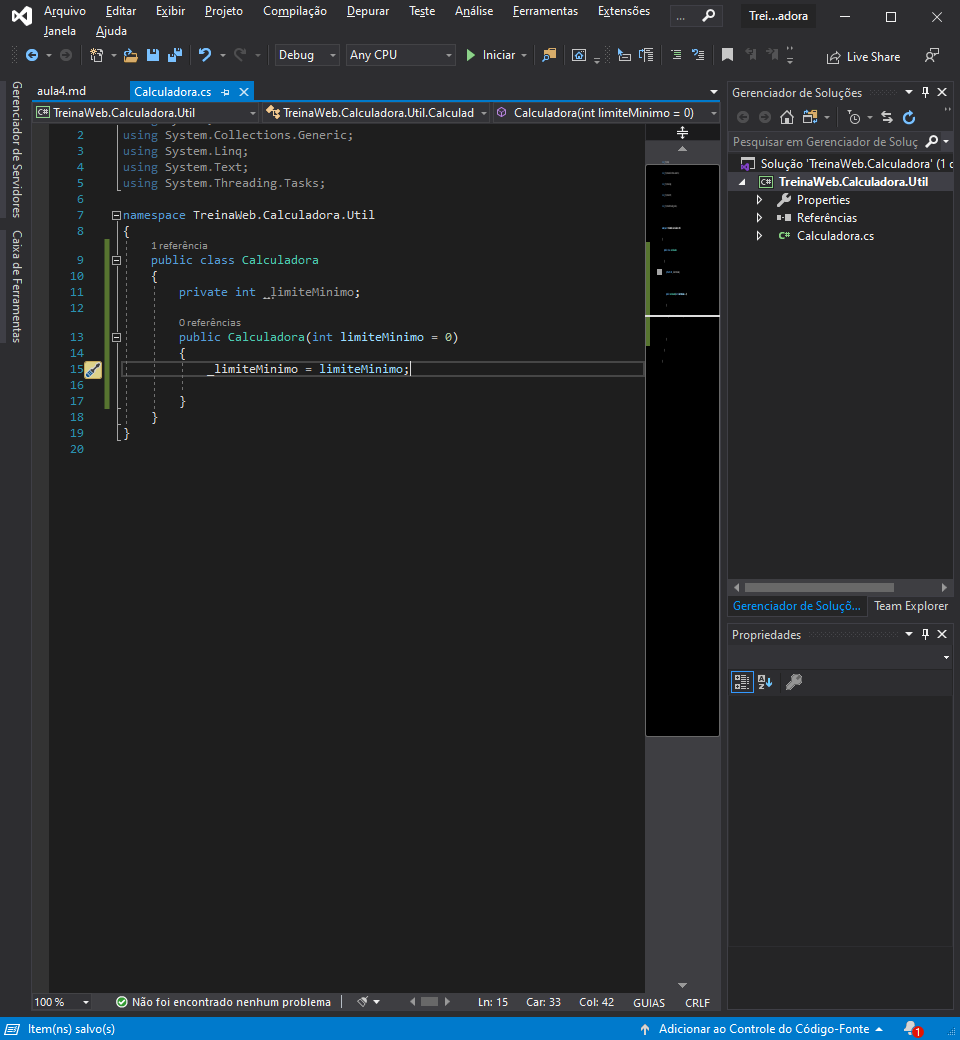 Arquivo Editar Exibir Projeto Compilação Depurar Teste Análise Ferramentas Extensões ... Trei...adora
Janela Ajuda
Debug Any CPU Iniciar Live Share
Gerenciador de Servidores
Caixa de Ferramentas
aula4.md Calculadora.cs
TreinaWeb.Calculadora.Util TreinaWeb.Calculadora.Util.Calculad Calculadora(int limiteMinimo = 0)
2 using System.Collections.Generic;
3 using System.Linq;
4 using System.Text;
5 using System.Threading.Tasks;
6
7 namespace TreinaWeb.Calculadora.Util
8 {
1 referência
9 public class Calculadora
10 {
11 private int _limiteMinimo;
12
0 referências
13 public Calculadora(int limiteMinimo = 0)
14 {
15 _limiteMinimo = limiteMinimo;
16
17 }
18 }
19 }
20
100 % Não foi encontrado nenhum problema Ln: 15 Car: 33 Col: 42 GUIAS CRLF
Gerenciador de Soluções
Pesquisar em Gerenciador de Soluç
Solução 'TreinaWeb.Calculadora' (1 d
C# TreinaWeb.Calculadora.Util
Properties
Referências
C# Calculadora.cs
Gerenciador de Soluçõ... Team Explorer
Propriedades
Item(ns) salvo(s) Adicionar ao Controle do Código-Fonte 1